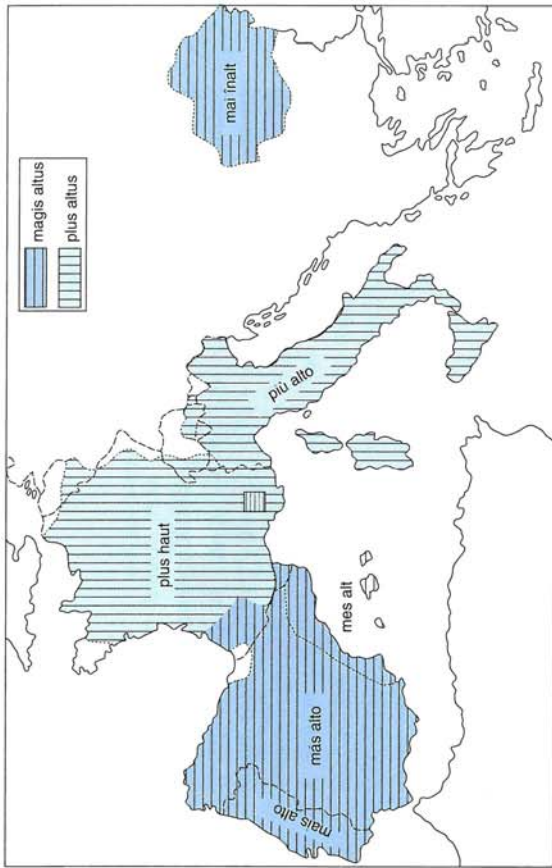 magis altus
plus altus
mai înalt
plus haut
più alto
mes alt
más alto
mais alto